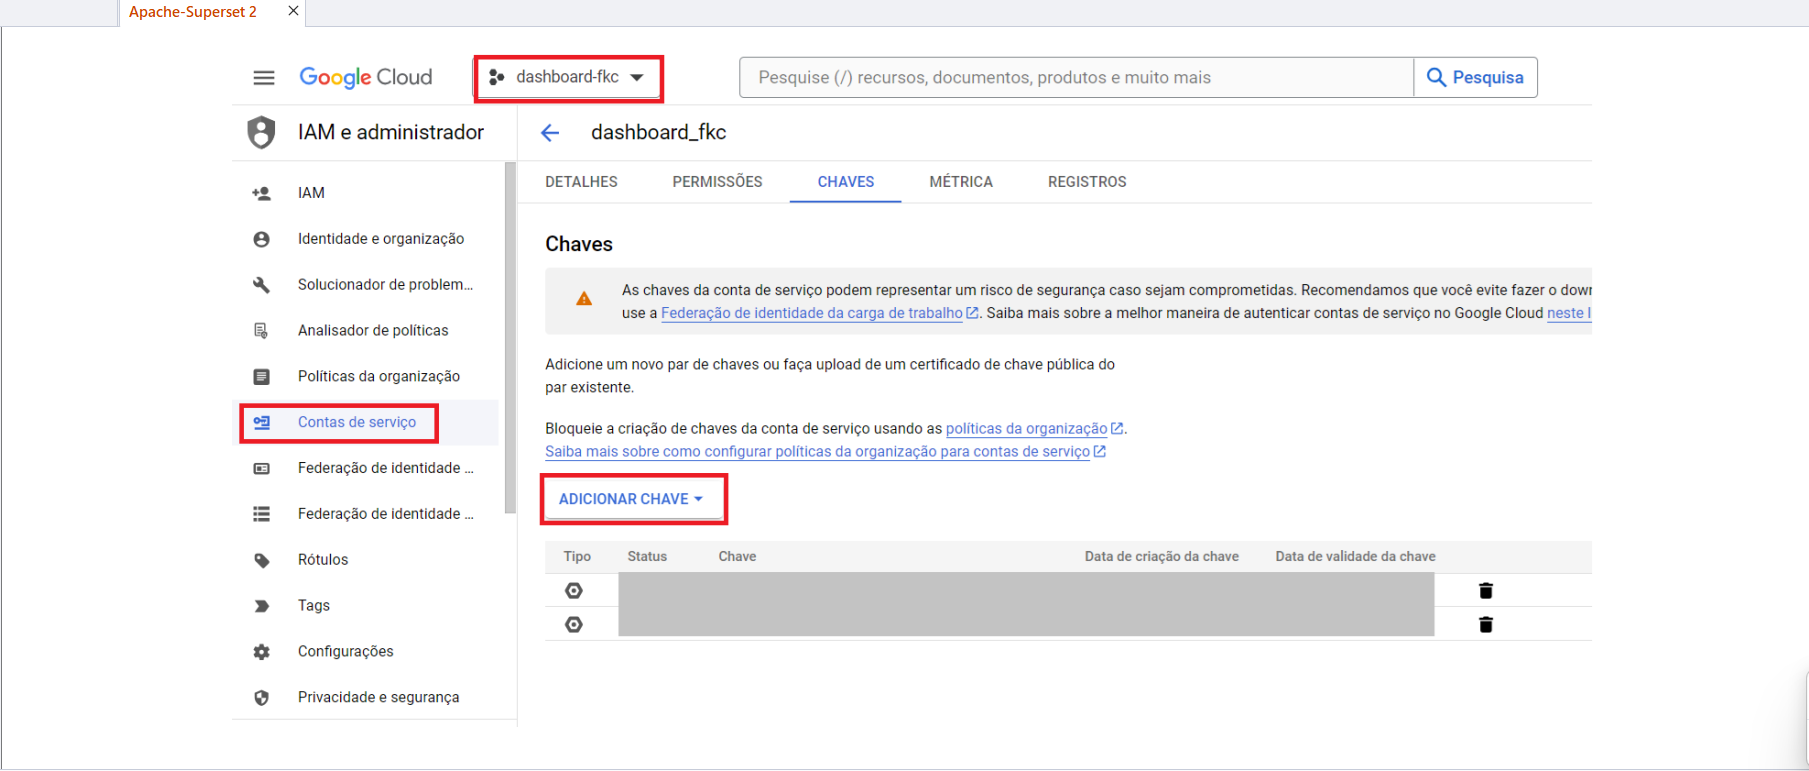 Apache-Superset 2
Google Cloud
dashboard-fkc
Pesquise (/) recursos, documentos, produtos e muito mais
Pesquisa
IAM e administrador
dashboard_fkc
IAM
Identidade e organização
Solucionador de problem...
Analisador de políticas
Políticas da organização
Contas de serviço
Federação de identidade ...
Federação de identidade ...
Rótulos
Tags
Configurações
Privacidade e segurança
DETALHES
PERMISSÕES
CHAVES
MÉTRICA
REGISTROS
Chaves
As chaves da conta de serviço podem representar um risco de segurança caso sejam comprometidas. Recomendamos que você evite fazer o dow
use a Federação de identidade da carga de trabalho. Saiba mais sobre a melhor maneira de autenticar contas de serviço no Google Cloud neste l
Adicione um novo par de chaves ou faça upload de um certificado de chave pública do
par existente.
Bloqueie a criação de chaves da conta de serviço usando as políticas da organização.
Saiba mais sobre como configurar políticas da organização para contas de serviço
ADICIONAR CHAVE
Tipo Status Chave Data de criação da chave Data de validade da chave